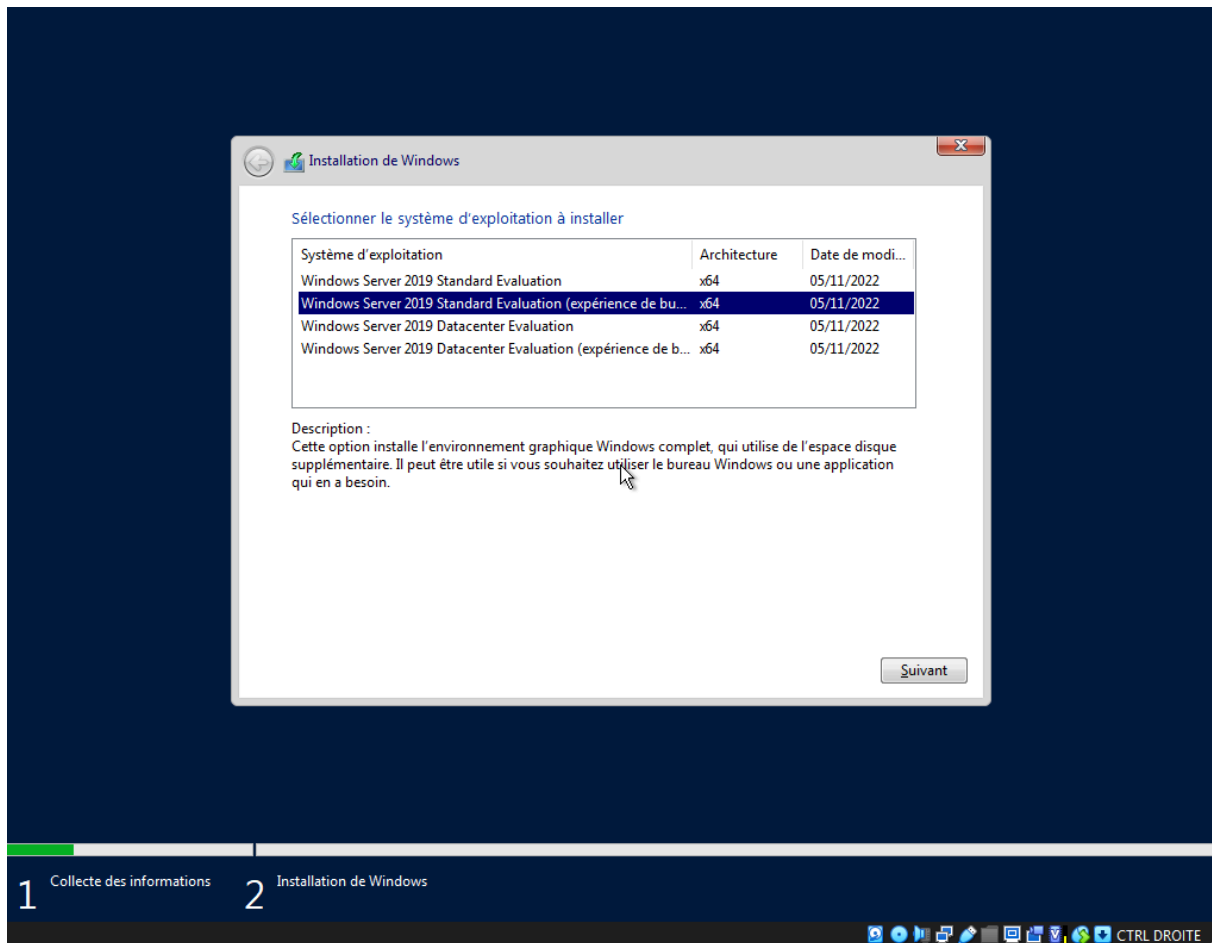 Installation de Windows
Sélectionner le système d'exploitation à installer
Système d'exploitation Architecture Date de modi...
Windows Server 2019 Standard Evaluation x64 05/11/2022
Windows Server 2019 Standard Evaluation (expérience de bu... x64 05/11/2022
Windows Server 2019 Datacenter Evaluation x64 05/11/2022
Windows Server 2019 Datacenter Evaluation (expérience de b... x64 05/11/2022
Description :
Cette option installe l'environnement graphique Windows complet, qui utilise de l'espace disque
supplémentaire. Il peut être utile si vous souhaitez utiliser le bureau Windows ou une application
qui en a besoin.
Suivant
1 Collecte des informations 2 Installation de Windows
CTRL DROITE